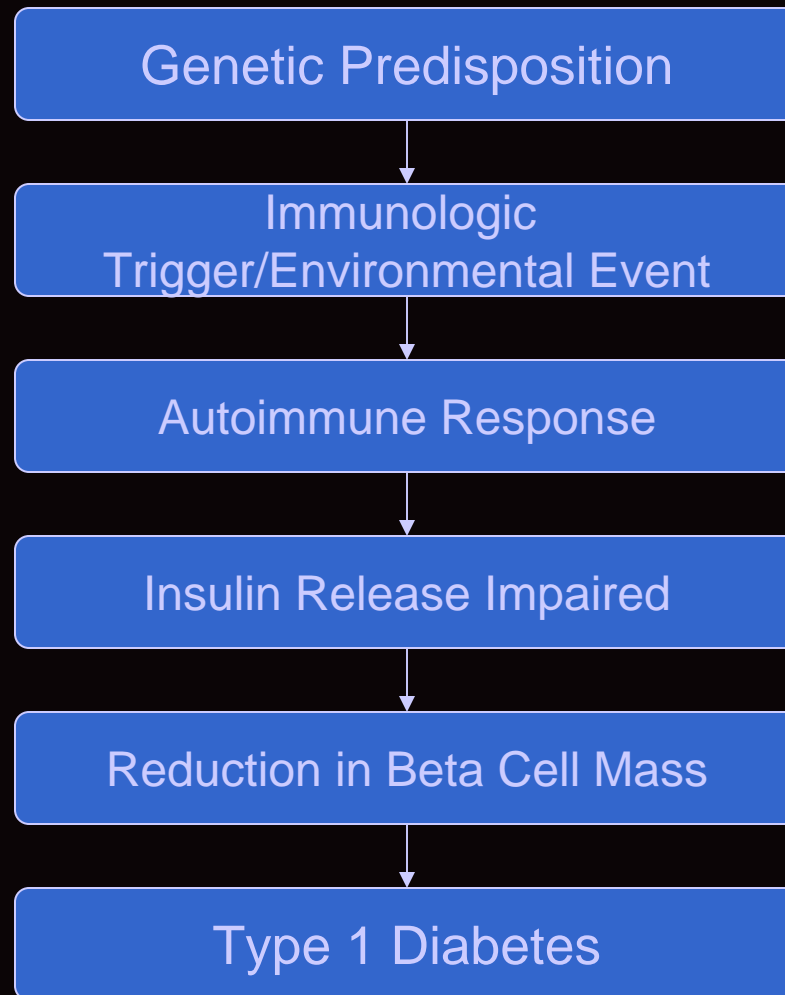 Genetic Predisposition
Immunologic
Trigger/Environmental Event
Autoimmune Response
Insulin Release Impaired
Reduction in Beta Cell Mass
Type 1 Diabetes